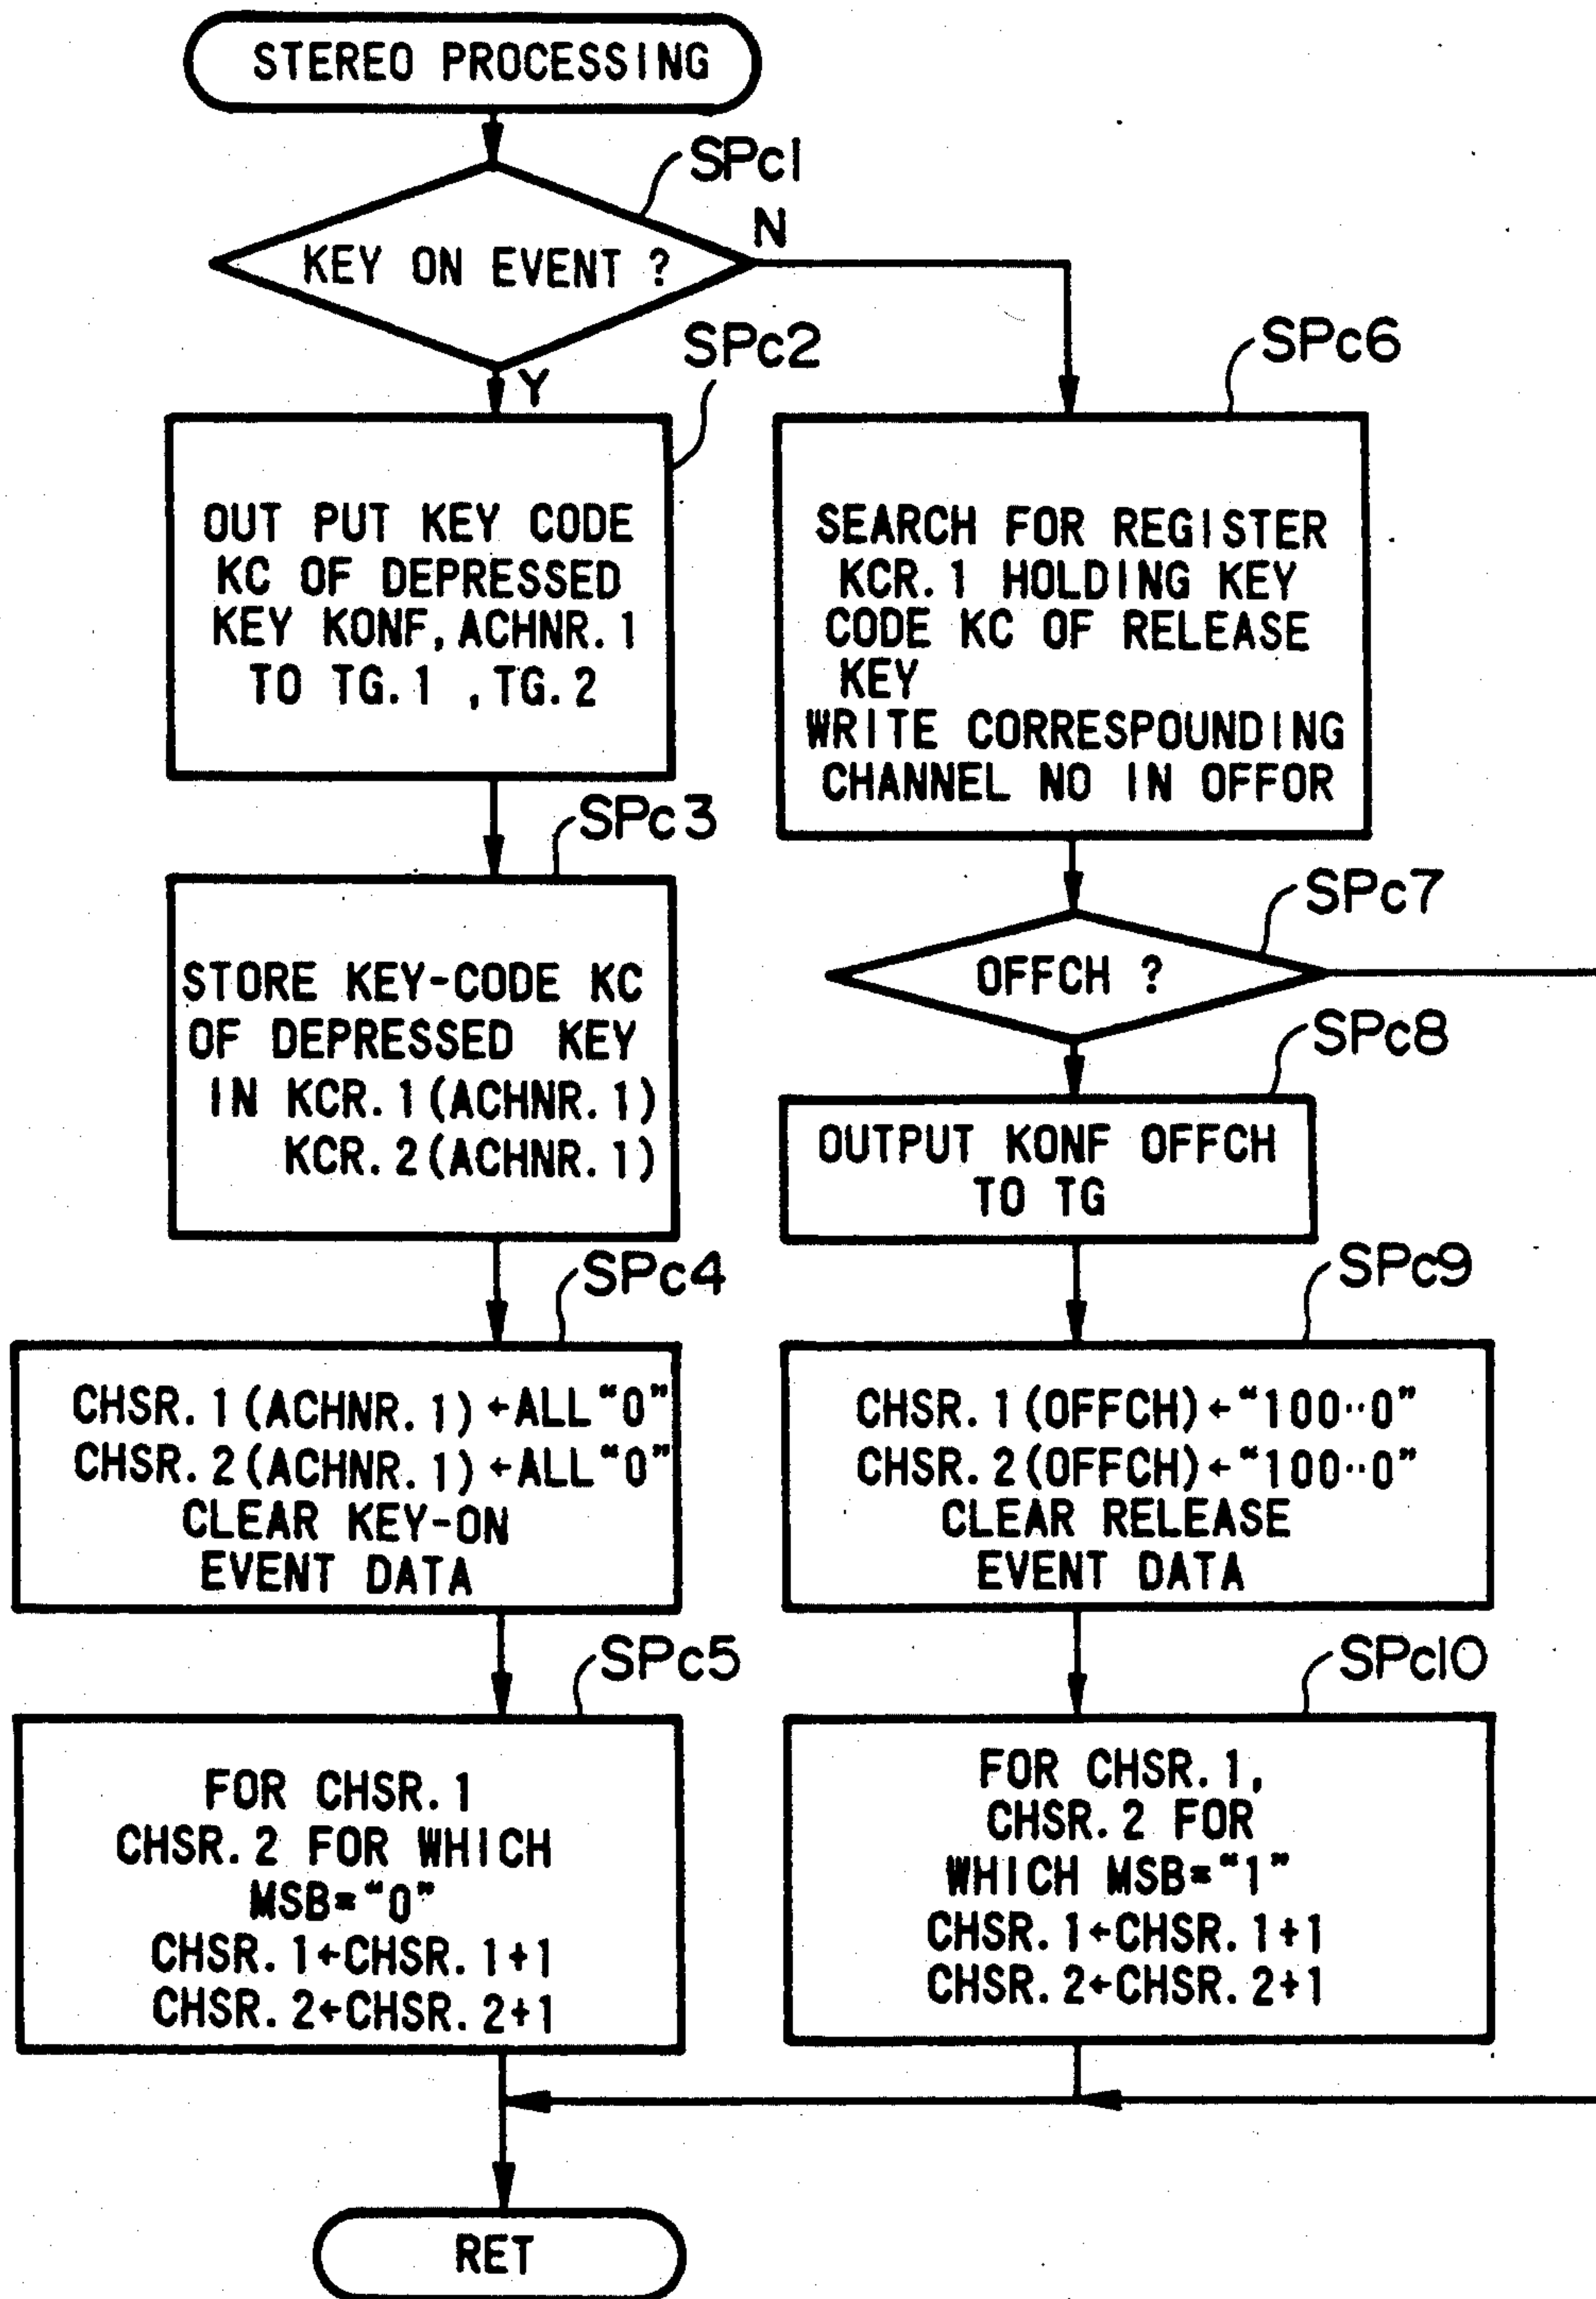 STEREO PROCESSING
SPc1
KEY ON EVENT ?
N
Y
SPc2
OUT PUT KEY CODE
KC OF DEPRESSED
KEY KONF, ACHNR. 1
TO TG. 1 , TG. 2
SPc3
STORE KEY-CODE KC
OF DEPRESSED KEY
IN KCR. 1 (ACHNR. 1)
KCR. 2 (ACHNR. 1)
SPc4
CHSR. 1 (ACHNR. 1) ←ALL "0"
CHSR. 2 (ACHNR. 1) ←ALL "0"
CLEAR KEY-ON
EVENT DATA
SPc5
FOR CHSR. 1
CHSR. 2 FOR WHICH
MSB="0"
CHSR. 1←CHSR. 1+1
CHSR. 2←CHSR. 2+1
SPc6
SEARCH FOR REGISTER
KCR. 1 HOLDING KEY
CODE KC OF RELEASE
KEY
WRITE CORRESPOUNDING
CHANNEL NO IN OFFOR
SPc7
OFFCH ?
SPc8
OUTPUT KONF OFFCH
TO TG
SPc9
CHSR. 1 (OFFCH) ← "100··0"
CHSR. 2 (OFFCH) ← "100··0"
CLEAR RELEASE
EVENT DATA
SPc10
FOR CHSR. 1,
CHSR. 2 FOR
WHICH MSB="1"
CHSR. 1←CHSR. 1+1
CHSR. 2←CHSR. 2+1
RET